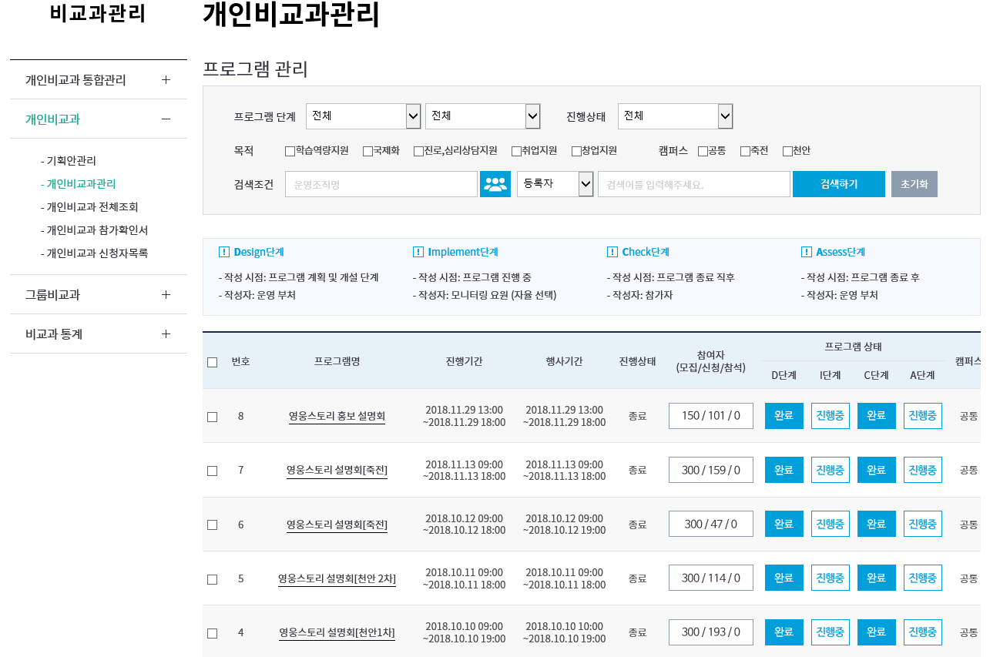 비교과관리
개인비교과 통합관리
개인비교과
- 기획안관리
- 개인비교과관리
- 개인비교과 전체조회
- 개인비교과 참가확인서
- 개인비교과 신청자목록
그룹비교과
비교과 통계
개인비교과관리
프로그램 관리
프로그램 단계 전체 전체 진행상태 전체
목적 학습역량지원 국제화 진로,심리상담지원 취업지원 창업지원 캠퍼스 공통 죽전 천안
검색조건 운영조직명 등록자 검색어를 입력해주세요. 검색하기 초기화
Design단계
- 작성 시점: 프로그램 계획 및 개설 단계
- 작성자: 운영 부처
Implement단계
- 작성 시점: 프로그램 진행 중
- 작성자: 모니터링 요원 (자율 선택)
Check단계
- 작성 시점: 프로그램 종료 직후
- 작성자: 참가자
Assess단계
- 작성 시점: 프로그램 종료 후
- 작성자: 운영 부처
번호 프로그램명 진행기간 행사기간 진행상태 참여자 프로그램 상태 캠퍼스
(모집/신청/참석) D단계 I단계 C단계 A단계
8 영웅스토리 홍보 설명회 2018.11.29 13:00 2018.11.29 13:00 종료 150 / 101 / 0 완료 진행중 완료 진행중 공통
~2018.11.29 18:00 ~2018.11.29 18:00
7 영웅스토리 설명회[죽전] 2018.11.13 09:00 2018.11.13 09:00 종료 300 / 159 / 0 완료 진행중 완료 진행중 공통
~2018.11.13 18:00 ~2018.11.13 18:00
6 영웅스토리 설명회[죽전] 2018.10.12 09:00 2018.10.12 09:00 종료 300 / 47 / 0 완료 진행중 완료 진행중 공통
~2018.10.12 18:00 ~2018.10.12 19:00
5 영웅스토리 설명회[천안 2차] 2018.10.11 09:00 2018.10.11 09:00 종료 300 / 114 / 0 완료 진행중 완료 진행중 공통
~2018.10.11 18:00 ~2018.10.11 18:00
4 영웅스토리 설명회[천안1차] 2018.10.10 09:00 2018.10.10 10:00 종료 300 / 193 / 0 완료 진행중 완료 진행중 공통
~2018.10.10 19:00 ~2018.10.10 19:00